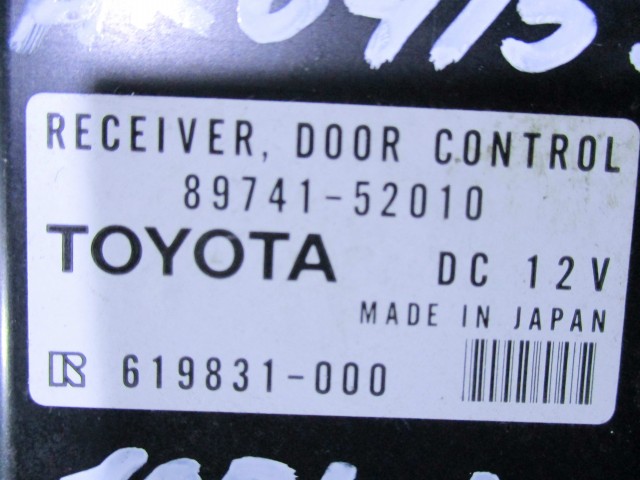 RECEIVER, DOOR CONTROL
89741-52010
TOYOTA DC 12V
MADE IN JAPAN
R 619831-000